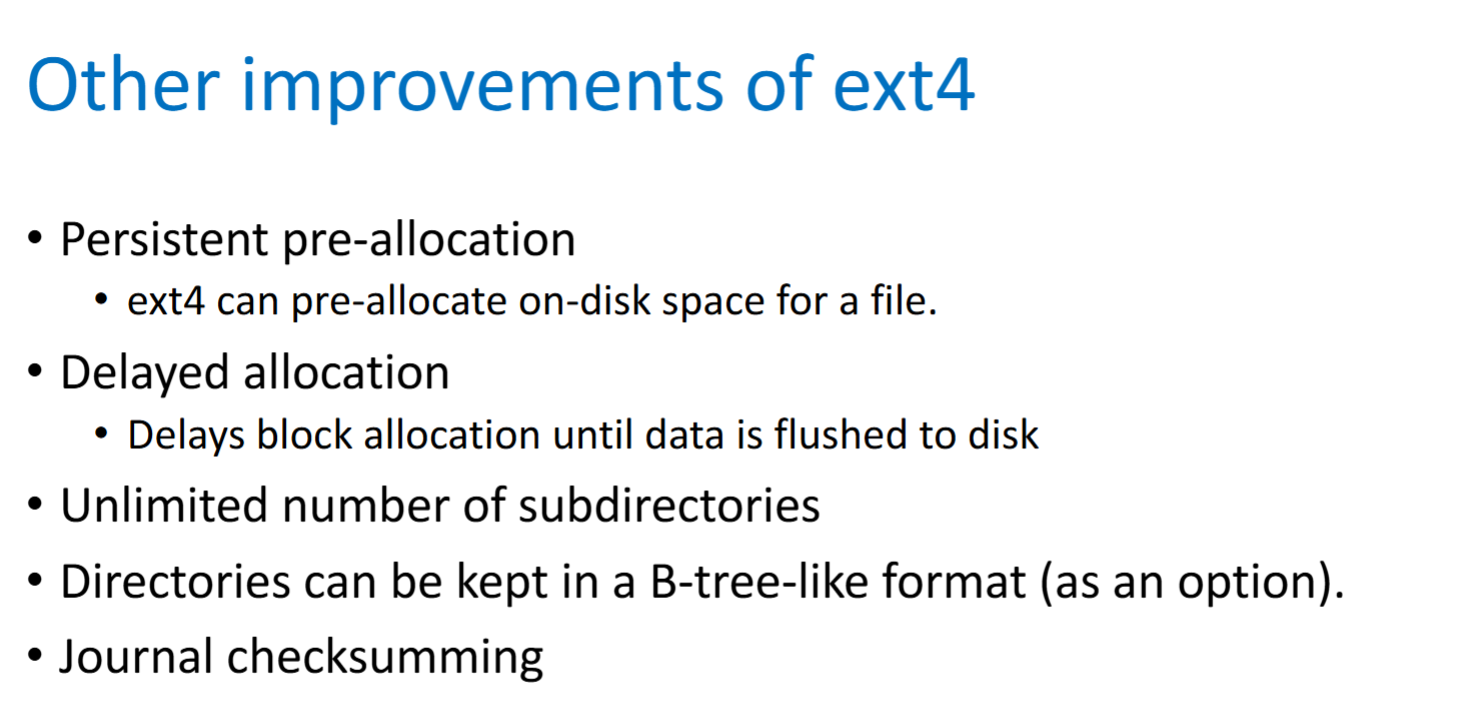 Other improvements of ext4
• Persistent pre-allocation
• ext4 can pre-allocate on-disk space for a file.
• Delayed allocation
• Delays block allocation until data is flushed to disk
• Unlimited number of subdirectories
• Directories can be kept in a B-tree-like format (as an option).
• Journal checksumming